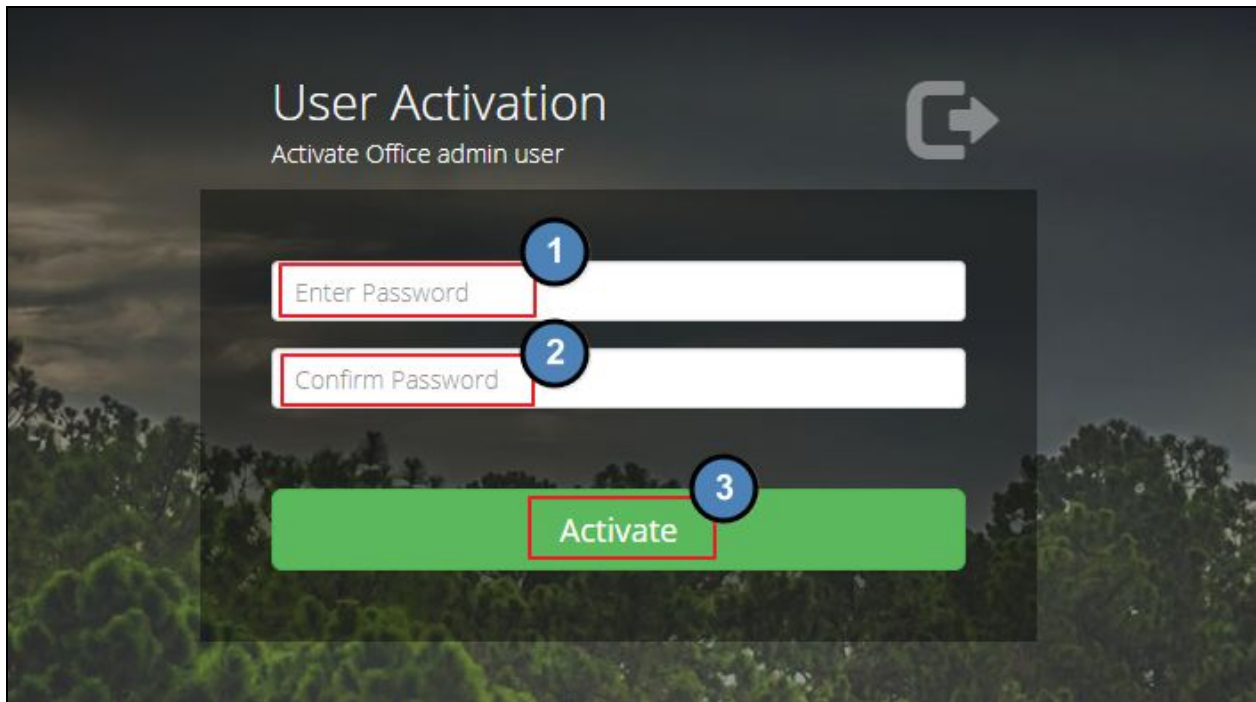 User Activation
Activate Office admin user
1
Enter Password
2
Confirm Password
3
Activate